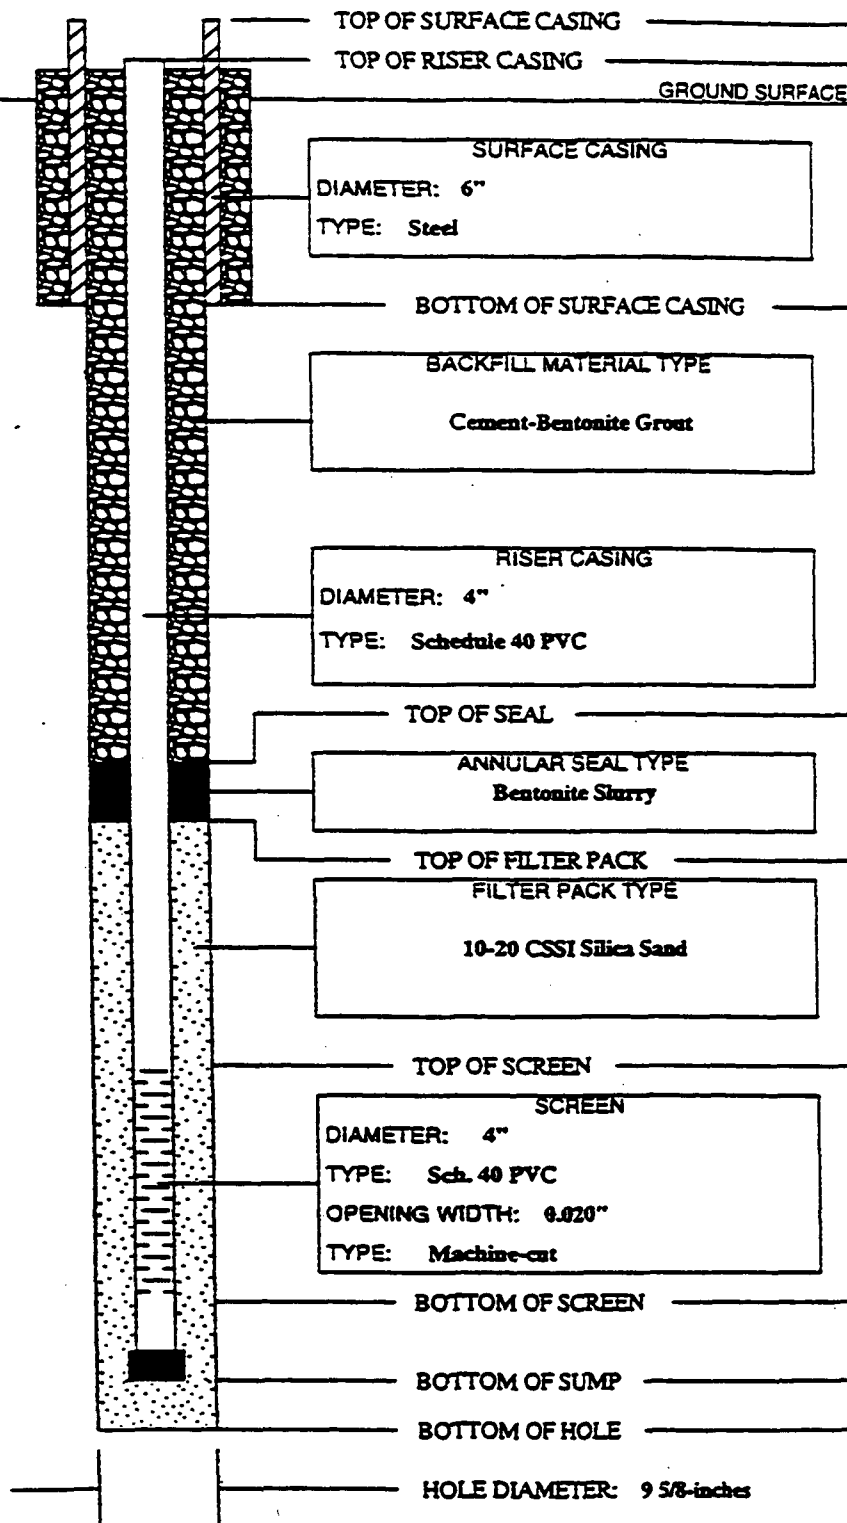 TOP OF SURFACE CASING
TOP OF RISER CASING
GROUND SURFACE
SURFACE CASING
DIAMETER: 6"
TYPE: Steel
BOTTOM OF SURFACE CASING
BACKFILL MATERIAL TYPE
Cement-Bentonite Grout
RISER CASING
DIAMETER: 4"
TYPE: Schedule 40 PVC
TOP OF SEAL
ANNULAR SEAL TYPE
Bentonite Slurry
TOP OF FILTER PACK
FILTER PACK TYPE
10-20 CSSI Silica Sand
TOP OF SCREEN
SCREEN
DIAMETER: 4"
TYPE: Sch. 40 PVC
OPENING WIDTH: 0.020"
TYPE: Machine-cut
BOTTOM OF SCREEN
BOTTOM OF SUMP
BOTTOM OF HOLE
HOLE DIAMETER: 9 5/8-inches